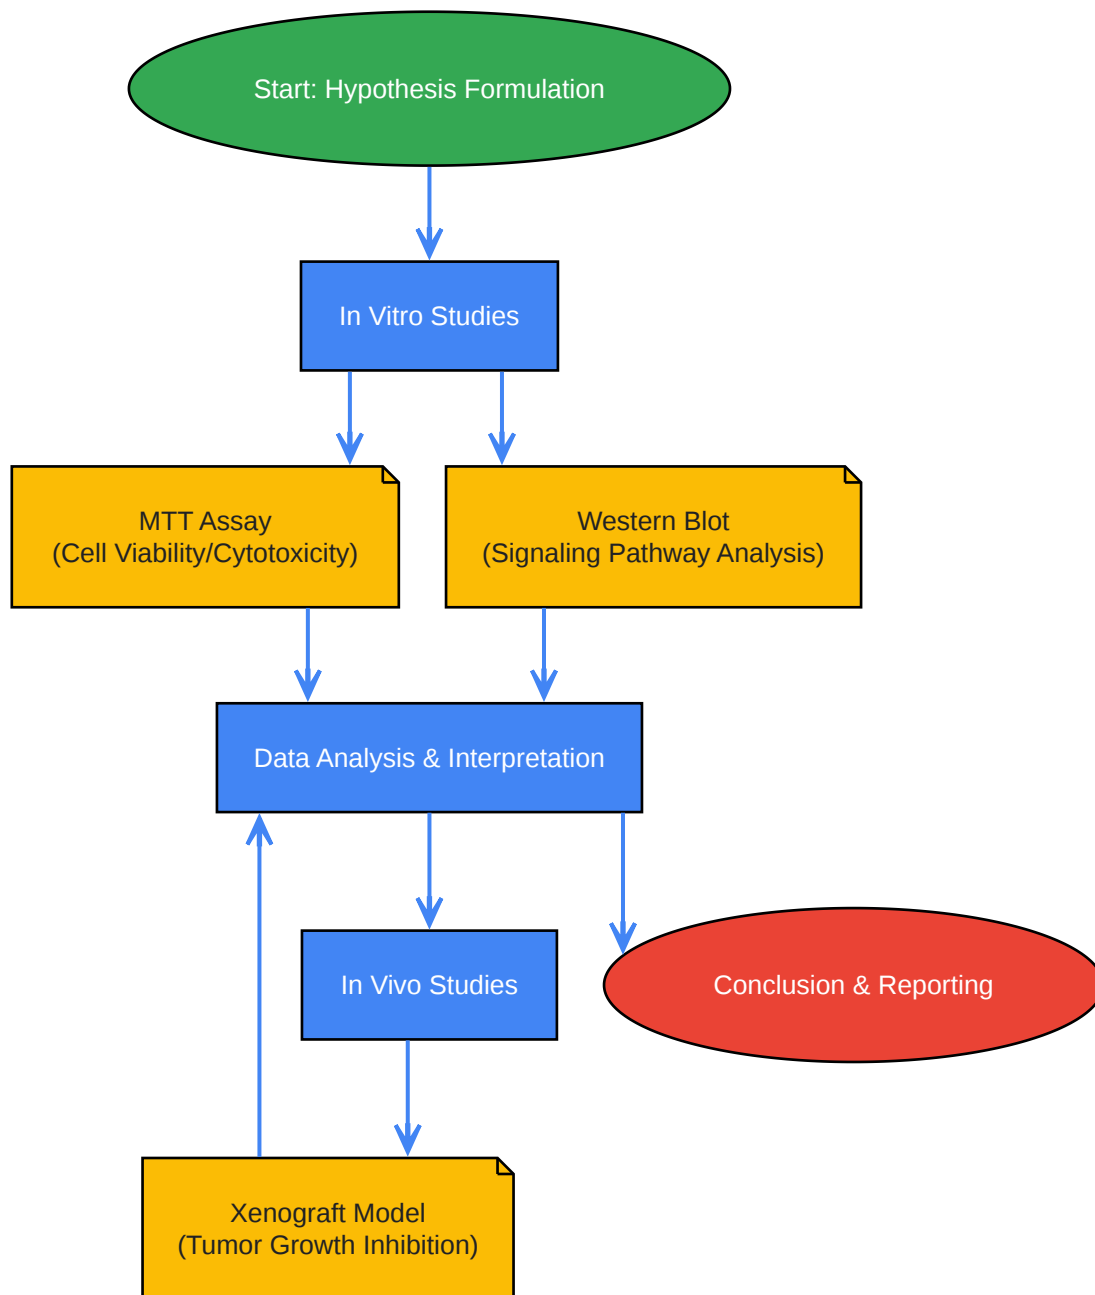 Start: Hypothesis Formulation
In Vitro Studies
MTT Assay
(Cell Viability/Cytotoxicity)
Western Blot
(Signaling Pathway Analysis)
Data Analysis & Interpretation
In Vivo Studies
Conclusion & Reporting
Xenograft Model
(Tumor Growth Inhibition)